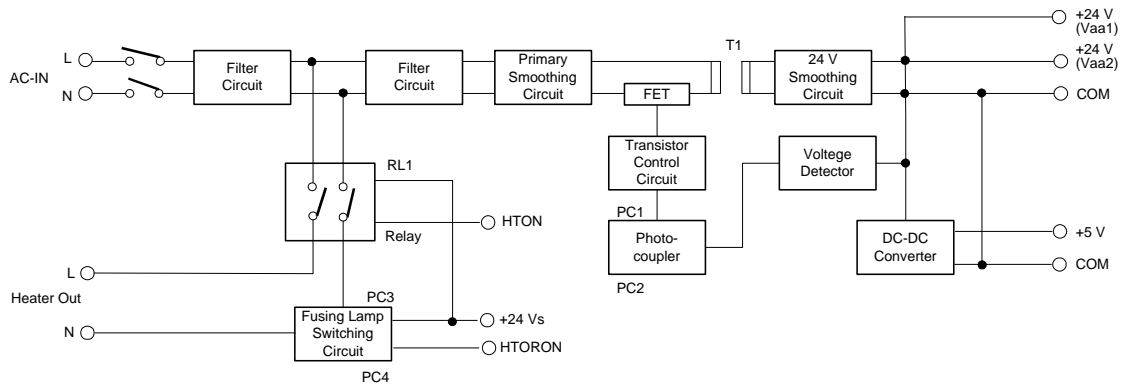 +24 V
(Vaa1)
T1
L
Filter
Circuit
Filter
Circuit
Primary
Smoothing
Circuit
24 V
Smoothing
Circuit
+24 V
(Vaa2)
AC-IN
N
FET
COM
Transistor
Control
Circuit
Voltege
Detector
RL1
PC1
HTON
Relay
Photo-
coupler
DC-DC
Converter
+5 V
COM
L
PC2
Heater Out
PC3
N
Fusing Lamp
Switching
Circuit
+24 Vs
HTORON
PC4